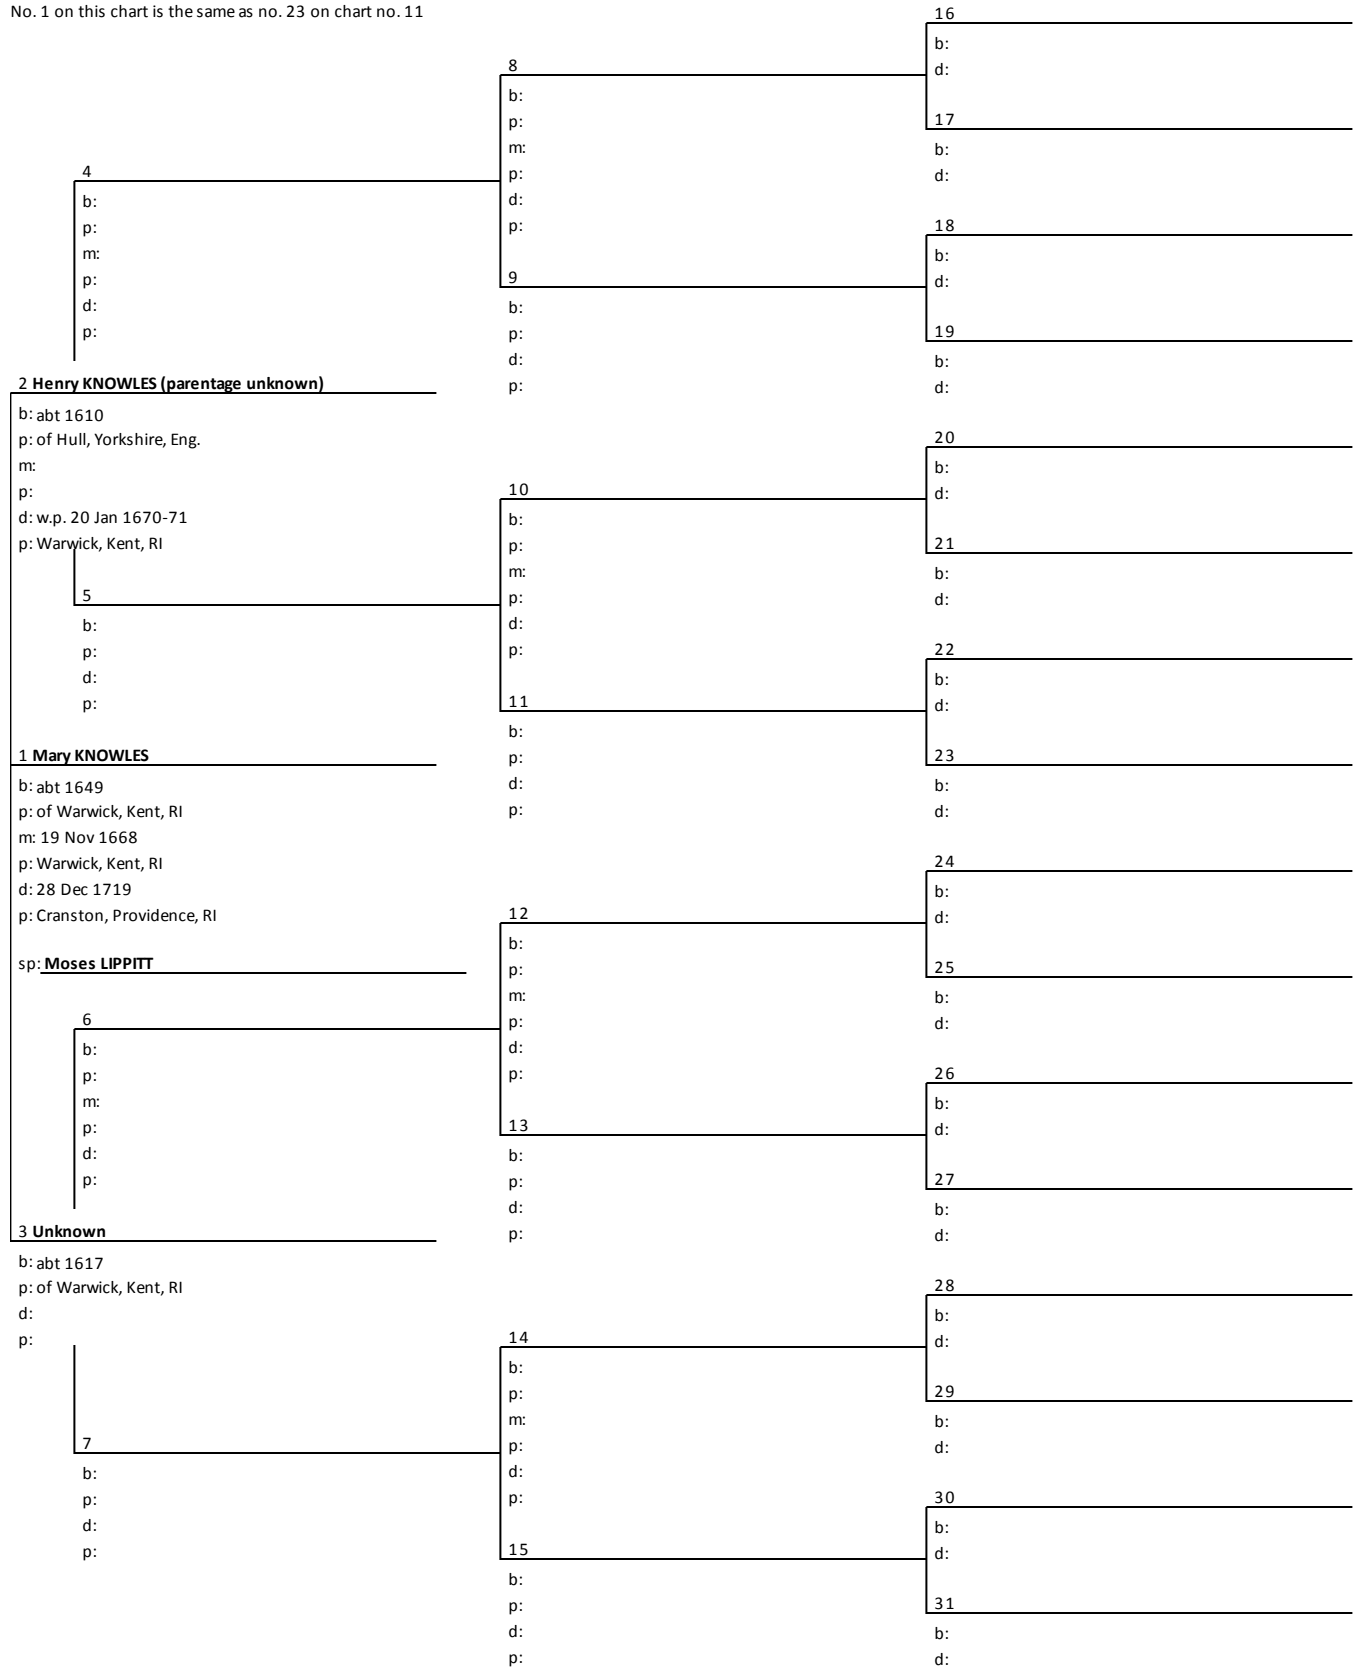 No. 1 on this chart is the same as no. 23 on chart no. 11
16
b:
d:
8
b:
p:
m:
p:
d:
p:
17
b:
d:
4
b:
p:
m:
p:
d:
p:
18
b:
d:
9
b:
p:
d:
p:
19
b:
d:
2 Henry KNOWLES (parentage unknown)
b: abt 1610
p: of Hull, Yorkshire, Eng.
m:
p:
d: w.p. 20 Jan 1670-71
p: Warwick, Kent, RI
20
b:
d:
10
b:
p:
m:
p:
d:
p:
21
b:
d:
5
b:
p:
d:
p:
22
b:
d:
11
b:
p:
d:
p:
23
b:
d:
1 Mary KNOWLES
b: abt 1649
p: of Warwick, Kent, RI
m: 19 Nov 1668
p: Warwick, Kent, RI
d: 28 Dec 1719
p: Cranston, Providence, RI
sp: Moses LIPPITT
24
b:
d:
12
b:
p:
m:
p:
d:
p:
25
b:
d:
6
b:
p:
m:
p:
d:
p:
26
b:
d:
13
b:
p:
d:
p:
27
b:
d:
3 Unknown
b: abt 1617
p: of Warwick, Kent, RI
d:
p:
28
b:
d:
14
b:
p:
m:
p:
d:
p:
29
b:
d:
7
b:
p:
d:
p:
30
b:
d:
15
b:
p:
d:
p:
31
b:
d: